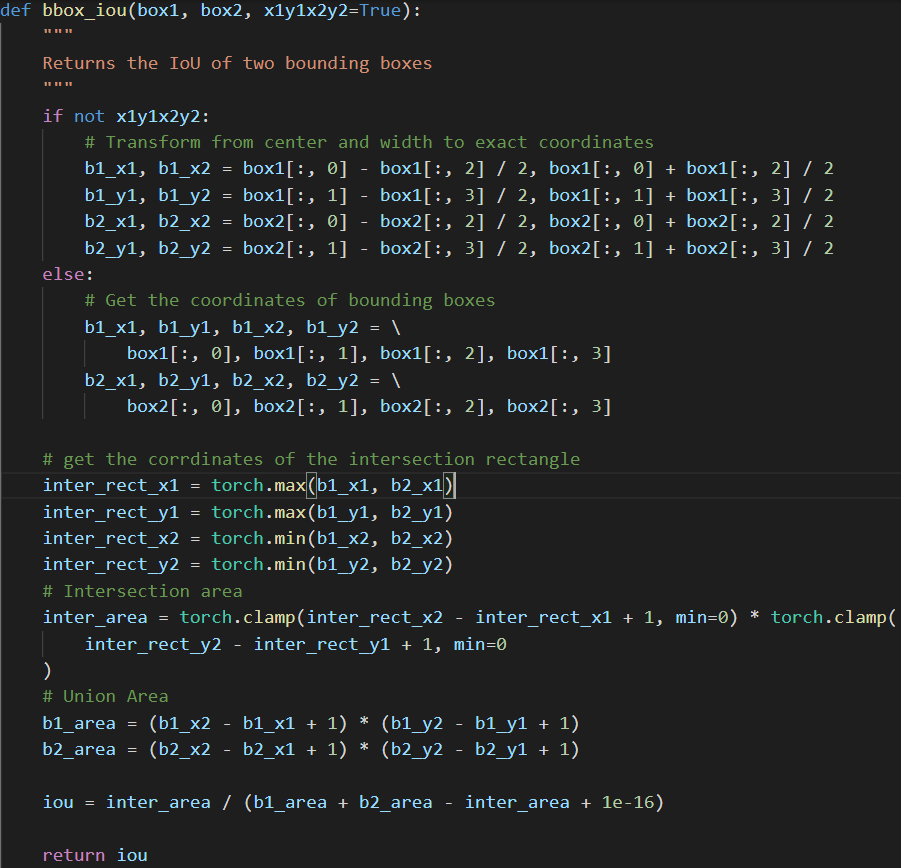 def bbox_iou(box1, box2, x1y1x2y2=True):
    """
    Returns the IoU of two bounding boxes
    """
    if not x1y1x2y2:
        # Transform from center and width to exact coordinates
        b1_x1, b1_x2 = box1[:, 0] - box1[:, 2] / 2, box1[:, 0] + box1[:, 2] / 2
        b1_y1, b1_y2 = box1[:, 1] - box1[:, 3] / 2, box1[:, 1] + box1[:, 3] / 2
        b2_x1, b2_x2 = box2[:, 0] - box2[:, 2] / 2, box2[:, 0] + box2[:, 2] / 2
        b2_y1, b2_y2 = box2[:, 1] - box2[:, 3] / 2, box2[:, 1] + box2[:, 3] / 2
    else:
        # Get the coordinates of bounding boxes
        b1_x1, b1_y1, b1_x2, b1_y2 = \
            box1[:, 0], box1[:, 1], box1[:, 2], box1[:, 3]
        b2_x1, b2_y1, b2_x2, b2_y2 = \
            box2[:, 0], box2[:, 1], box2[:, 2], box2[:, 3]

    # get the corrdinates of the intersection rectangle
    inter_rect_x1 = torch.max(b1_x1, b2_x1)
    inter_rect_y1 = torch.max(b1_y1, b2_y1)
    inter_rect_x2 = torch.min(b1_x2, b2_x2)
    inter_rect_y2 = torch.min(b1_y2, b2_y2)
    # Intersection area
    inter_area = torch.clamp(inter_rect_x2 - inter_rect_x1 + 1, min=0) * torch.clamp(
        inter_rect_y2 - inter_rect_y1 + 1, min=0
    )
    # Union Area
    b1_area = (b1_x2 - b1_x1 + 1) * (b1_y2 - b1_y1 + 1)
    b2_area = (b2_x2 - b2_x1 + 1) * (b2_y2 - b2_y1 + 1)

    iou = inter_area / (b1_area + b2_area - inter_area + 1e-16)

    return iou